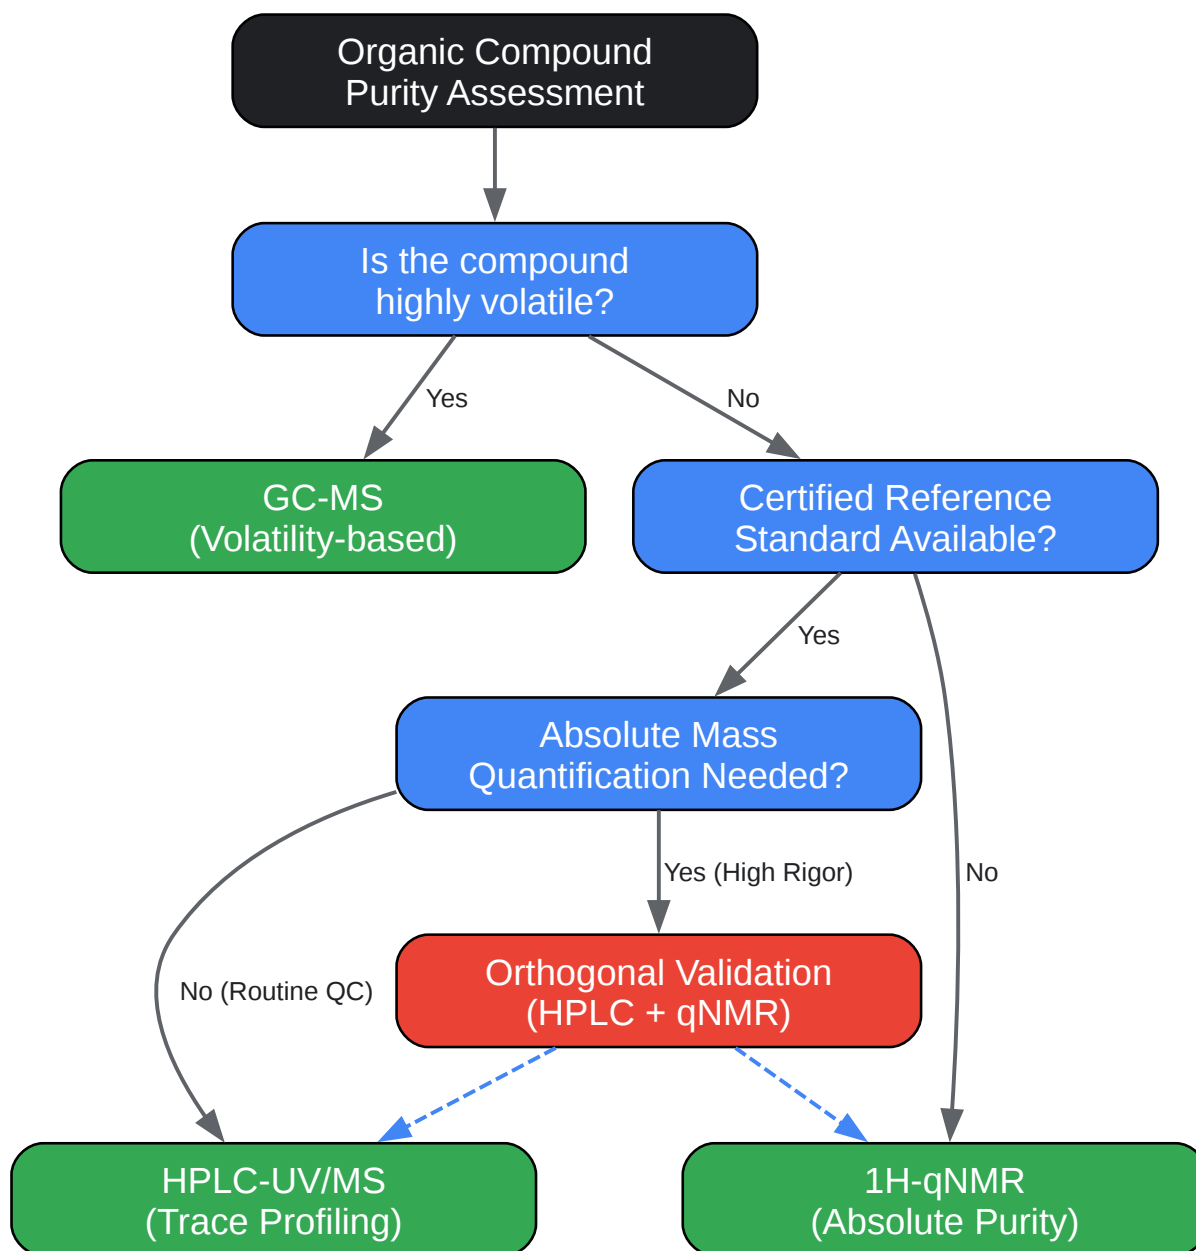 Organic Compound
Purity Assessment
Is the compound
highly volatile?
Yes
No
GC-MS
(Volatility-based)
Certified Reference
Standard Available?
Yes
Absolute Mass
Quantification Needed?
Yes (High Rigor)
No
Orthogonal Validation
(HPLC + qNMR)
No (Routine QC)
HPLC-UV/MS
(Trace Profiling)
1H-qNMR
(Absolute Purity)